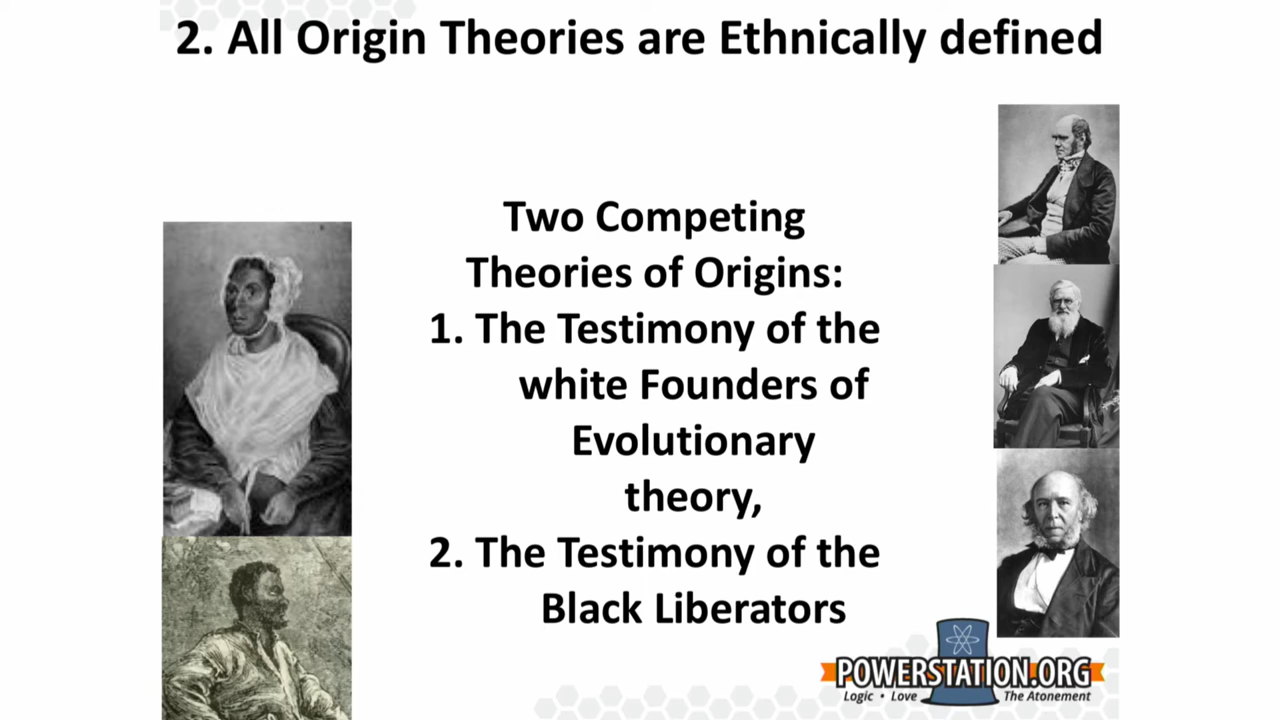 2. All Origin Theories are Ethnically defined
Two Competing
Theories of Origins:
1. The Testimony of the
white Founders of
Evolutionary
theory,
2. The Testimony of the
Black Liberators
POWERSTATION.ORG
Logic • Love The Atonement